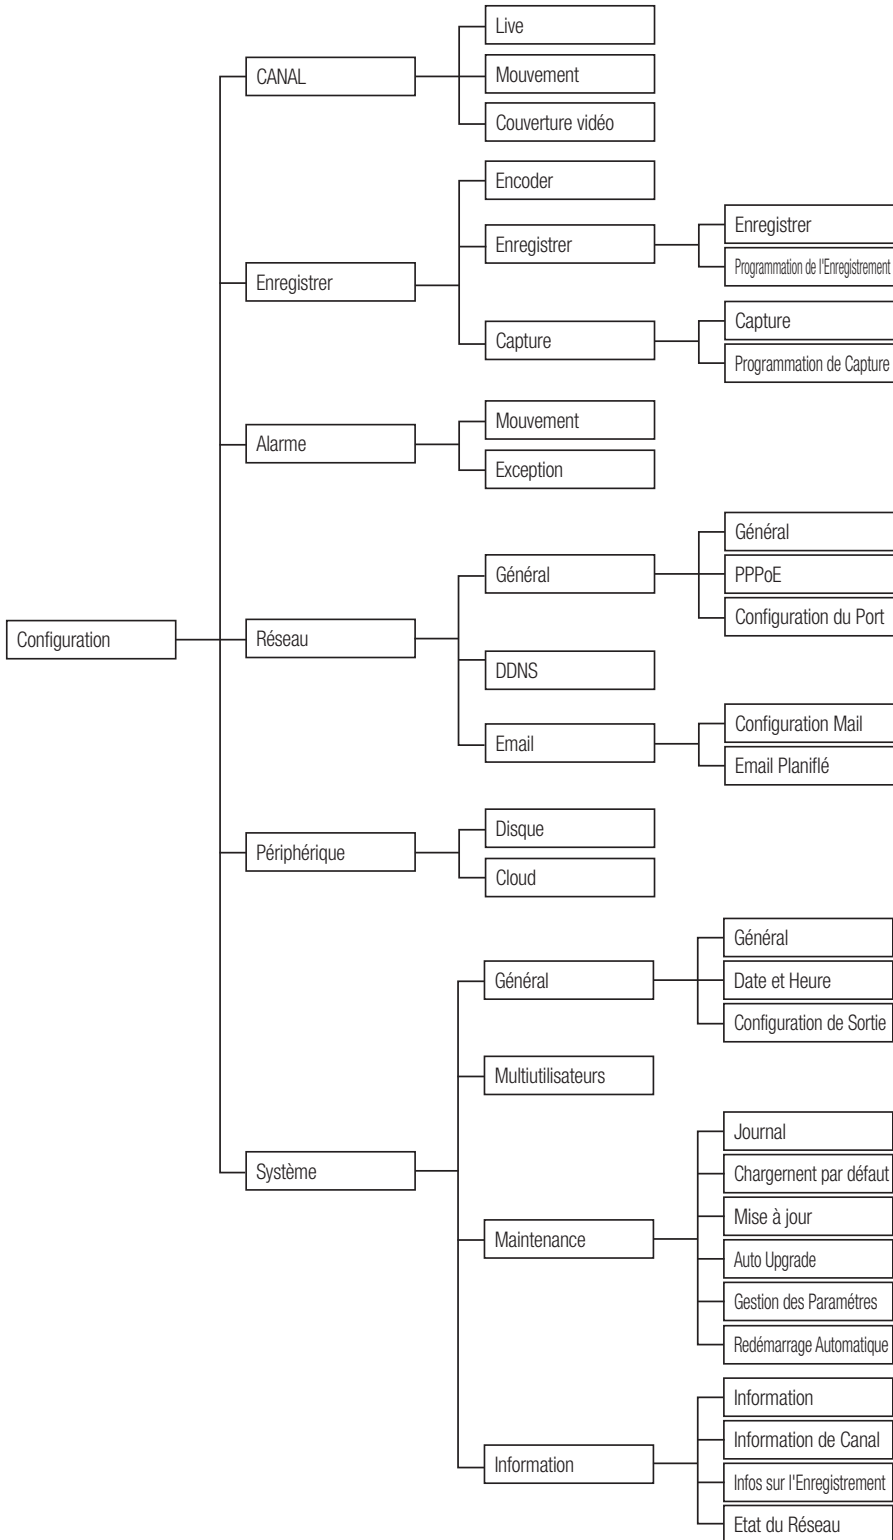 Configuration
CANAL
Live
Mouvement
Couverture vidéo
Enregistrer
Encoder
Enregistrer
Enregistrer
Programmation de l'Enregistrement
Capture
Capture
Programmation de Capture
Alarme
Mouvement
Exception
Réseau
Général
Général
PPPoE
Configuration du Port
DDNS
Email
Configuration Mail
Email Planiflé
Périphérique
Disque
Cloud
Système
Général
Général
Date et Heure
Configuration de Sortie
Multiutilisateurs
Maintenance
Journal
Chargernent par défaut
Mise à jour
Auto Upgrade
Gestion des Paramétres
Redémarrage Automatique
Information
Information
Information de Canal
Infos sur l'Enregistrement
Etat du Réseau